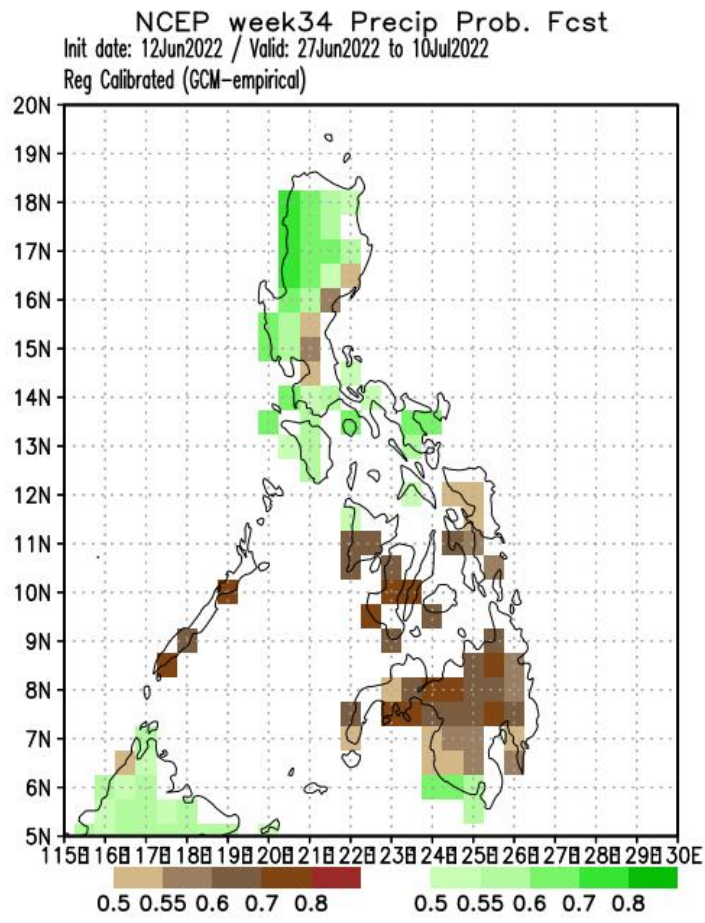 NCEP week34 Precip Prob. Fcst
Init date: 12Jun2022 / Valid: 27Jun2022 to 10Jul2022
Reg Calibrated (GCM-empirical)
20N
19N
18N
17N
16N
15N
14N
13N
12N
11N
10N
9N
8N
7N
6N
5N
115E 116E 117E 118E 119E 120E 121E 122E 123E 124E 125E 126E 127E 128E 129E 130E
0.5 0.55 0.6 0.7 0.8 0.5 0.55 0.6 0.7 0.8